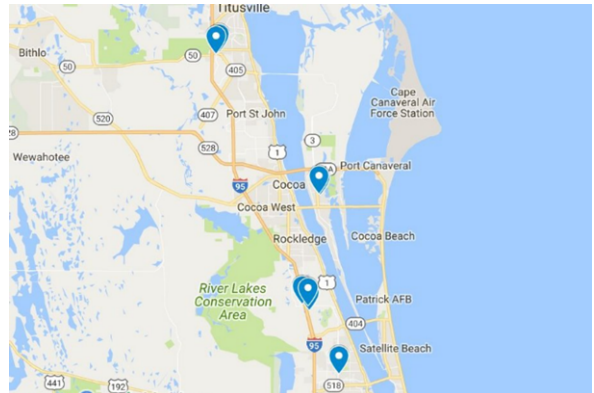 Titusville
Bithlo
50
50
405
407
Port St John
Cape
Canaveral Air
Force Station
520
528
3
Wewahotee
1
Port Canaveral
95
Cocoa
Cocoa West
Rockledge
Cocoa Beach
River Lakes
Conservation
Area
1
Patrick AFB
404
95
Satellite Beach
441
192
518